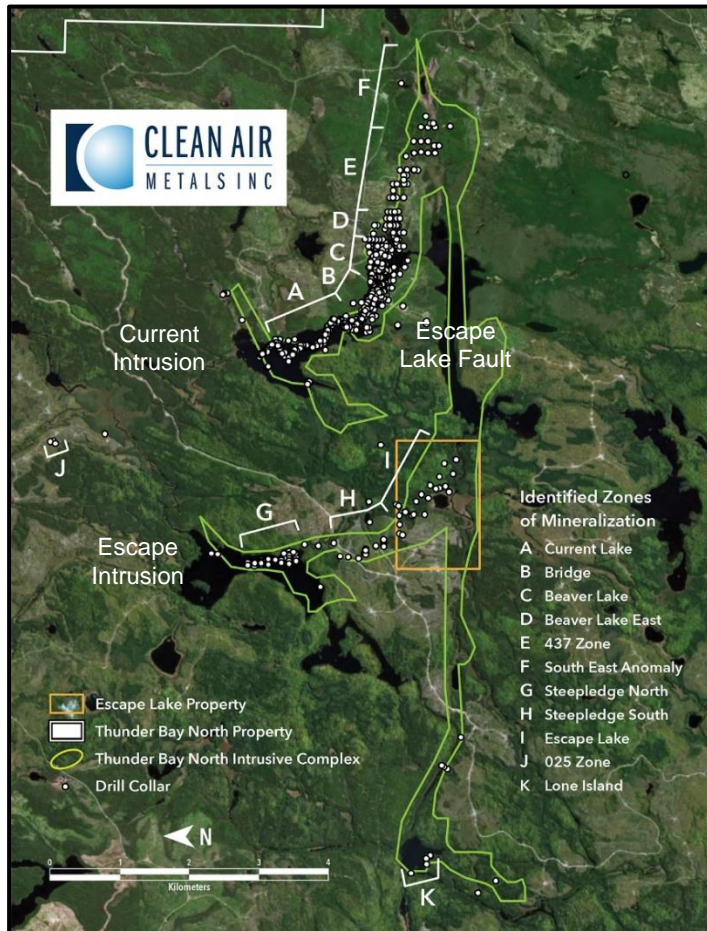 CLEAN AIR
METALS INC
F
E
D
C
B
A
Current
Intrusion
Escape
Lake Fault
J
I
H
G
Escape
Intrusion
Identified Zones
of Mineralization
A Current Lake
B Bridge
C Beaver Lake
D Beaver Lake East
E 437 Zone
F South East Anomaly
G Steepledge North
H Steepledge South
I Escape Lake
J 025 Zone
K Lone Island
Escape Lake Property
Thunder Bay North Property
Thunder Bay North Intrusive Complex
Drill Collar
N
0 1 2 3 4
Kilometers
K